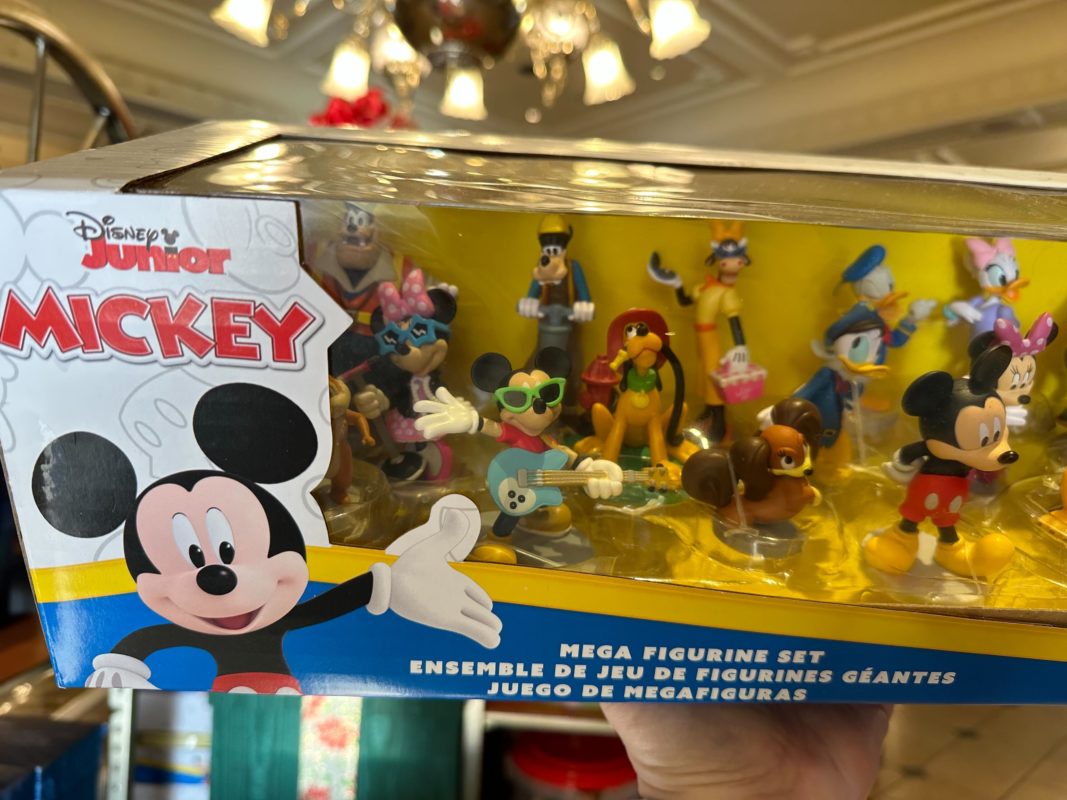 Disney
Junior
MICKEY
MEGA FIGURINE SET
ENSEMBLE DE JEU DE FIGURINES GÉANTES
JUEGO DE MEGAFIGURAS